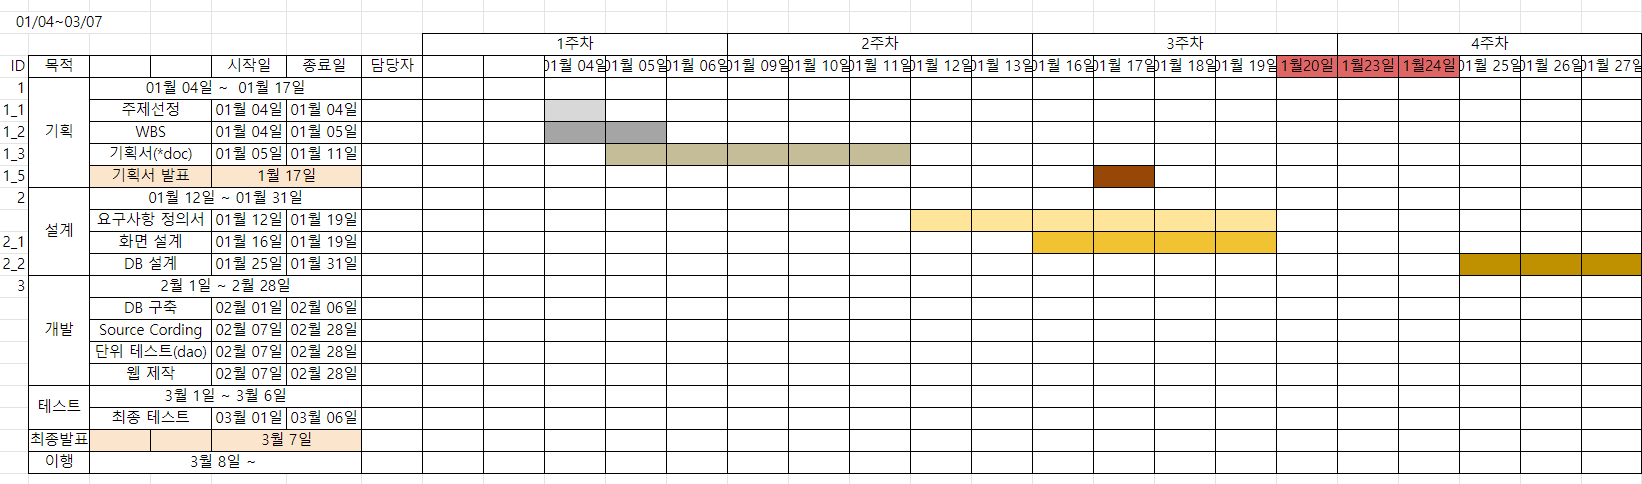 01/04~03/07
1주차 2주차 3주차 4주차
ID 목적 시작일 종료일 담당자 01월 04일 01월 05일 01월 06일 01월 09일 01월 10일 01월 11일 01월 12일 01월 13일 01월 16일 01월 17일 01월 18일 01월 19일 1월20일 1월23일 1월24일 01월 25일 01월 26일 01월 27일
1 기획 01월 04일 ~ 01월 17일
1_1 주제선정 01월 04일 01월 04일
1_2 WBS 01월 04일 01월 05일
1_3 기획서(*doc) 01월 05일 01월 11일
1_5 기획서 발표 1월 17일
2 설계 01월 12일 ~ 01월 31일
요구사항 정의서 01월 12일 01월 19일
2_1 화면 설계 01월 16일 01월 19일
2_2 DB 설계 01월 25일 01월 31일
3 개발 2월 1일 ~ 2월 28일
DB 구축 02월 01일 02월 06일
Source Cording 02월 07일 02월 28일
단위 테스트(dao) 02월 07일 02월 28일
웹 제작 02월 07일 02월 28일
테스트 3월 1일 ~ 3월 6일
최종 테스트 03월 01일 03월 06일
최종발표 3월 7일
이행 3월 8일 ~